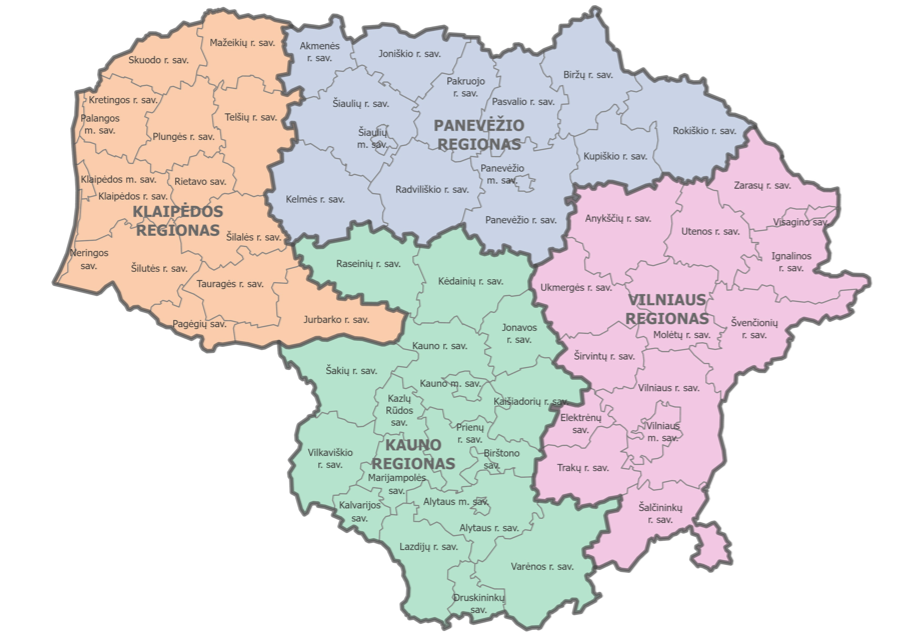 Skuodo r. sav.
Mažeikių r. sav.
Kretingos r. sav.
Palangos
m. sav.
Plungės r. sav.
Telšių r. sav.
Klaipėdos m. sav.
Rietavo sav.
Klaipėdos r. sav.
KLAIPĖDOS
REGIONAS
Neringos
sav.
Šilutės r. sav.
Šilalės r. sav.
Tauragės r. sav.
Pagėgių sav.
Jurbarko r. sav.
Akmenės
r. sav.
Joniškio r. sav.
Pakruojo
r. sav.
Pasvalio r. sav.
Biržų r. sav.
Šiaulių r. sav.
Šiaulių
m. sav.
PANEVĖŽIO
REGIONAS
Rokiškio r. sav.
Kupiškio r. sav.
Panevėžio
m. sav.
Kelmės r. sav.
Radviliškio r. sav.
Panevėžio r. sav.
Raseinių r. sav.
Kėdainių r. sav.
Jonavos
r. sav.
Kauno r. sav.
Šakių r. sav.
Kauno m. sav.
Kaišiadorių r. sav.
Kazlų
Rūdos
sav.
Prienų
r. sav.
KAUNO
REGIONAS
Vilkaviškio
r. sav.
Birštono
sav.
Marijampolės
sav.
Kalvarijos
sav.
Alytaus m. sav.
Alytaus r. sav.
Lazdijų r. sav.
Varėnos r. sav.
Druskininkų
sav.
Zarasų r. sav.
Anykščių r. sav.
Utenos r. sav.
Visagino sav.
Ignalinos
r. sav.
Ukmergės r. sav.
VILNIAUS
REGIONAS
Molėtų r. sav.
Švenčionių
r. sav.
Širvintų r. sav.
Vilniaus r. sav.
Elektrėnų
sav.
Vilniaus
m. sav.
Trakų r. sav.
Šalčininkų
r. sav.